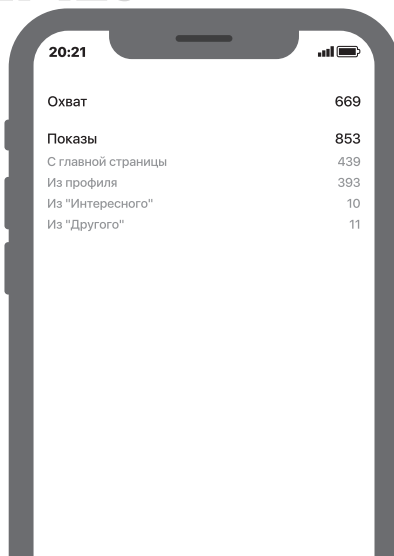 20:21
Охват 669
Показы 853
С главной страницы 439
Из профиля 393
Из "Интересного" 10
Из "Другого" 11